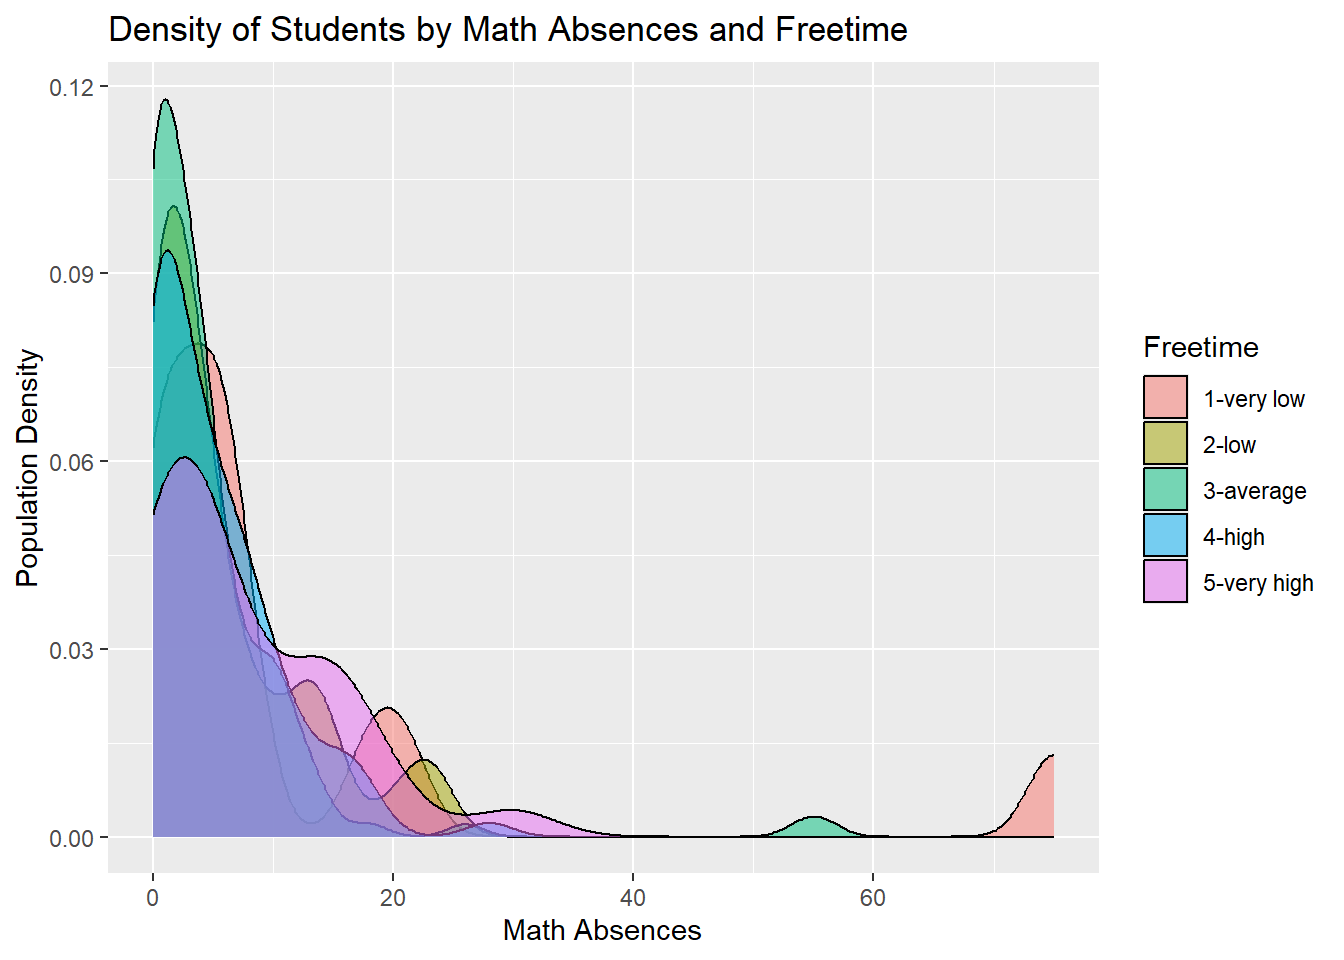 Density of Students by Math Absences and Freetime
Population Density
0.12
0.09
0.06
0.03
0.00
0
20
40
60
Math Absences
Freetime
1-very low
2-low
3-average
4-high
5-very high